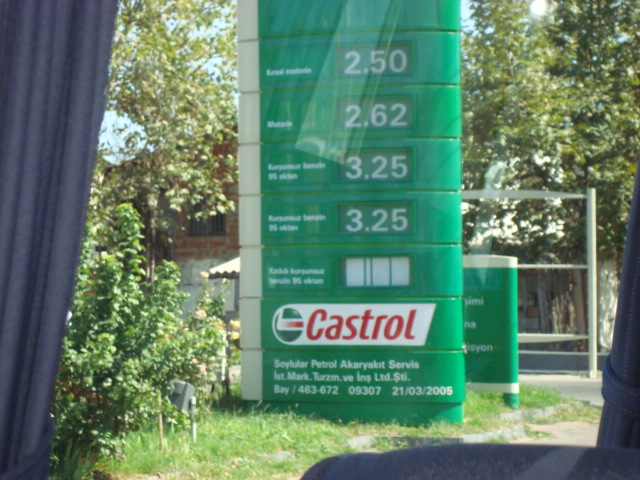 Kırsal motorin 2.50
Motorin 2.62
Kurşunsuz benzin
95 oktan 3.25
Kurşunsuz benzin
95 oktan 3.25
Katkılı kurşunsuz
benzin 95 oktan
Castrol
Soylular Petrol Akaryakıt Servis
İst.Mark.Turzm.ve İnş Ltd.Şti.
Bay / 463-672 09307 21/03/2005